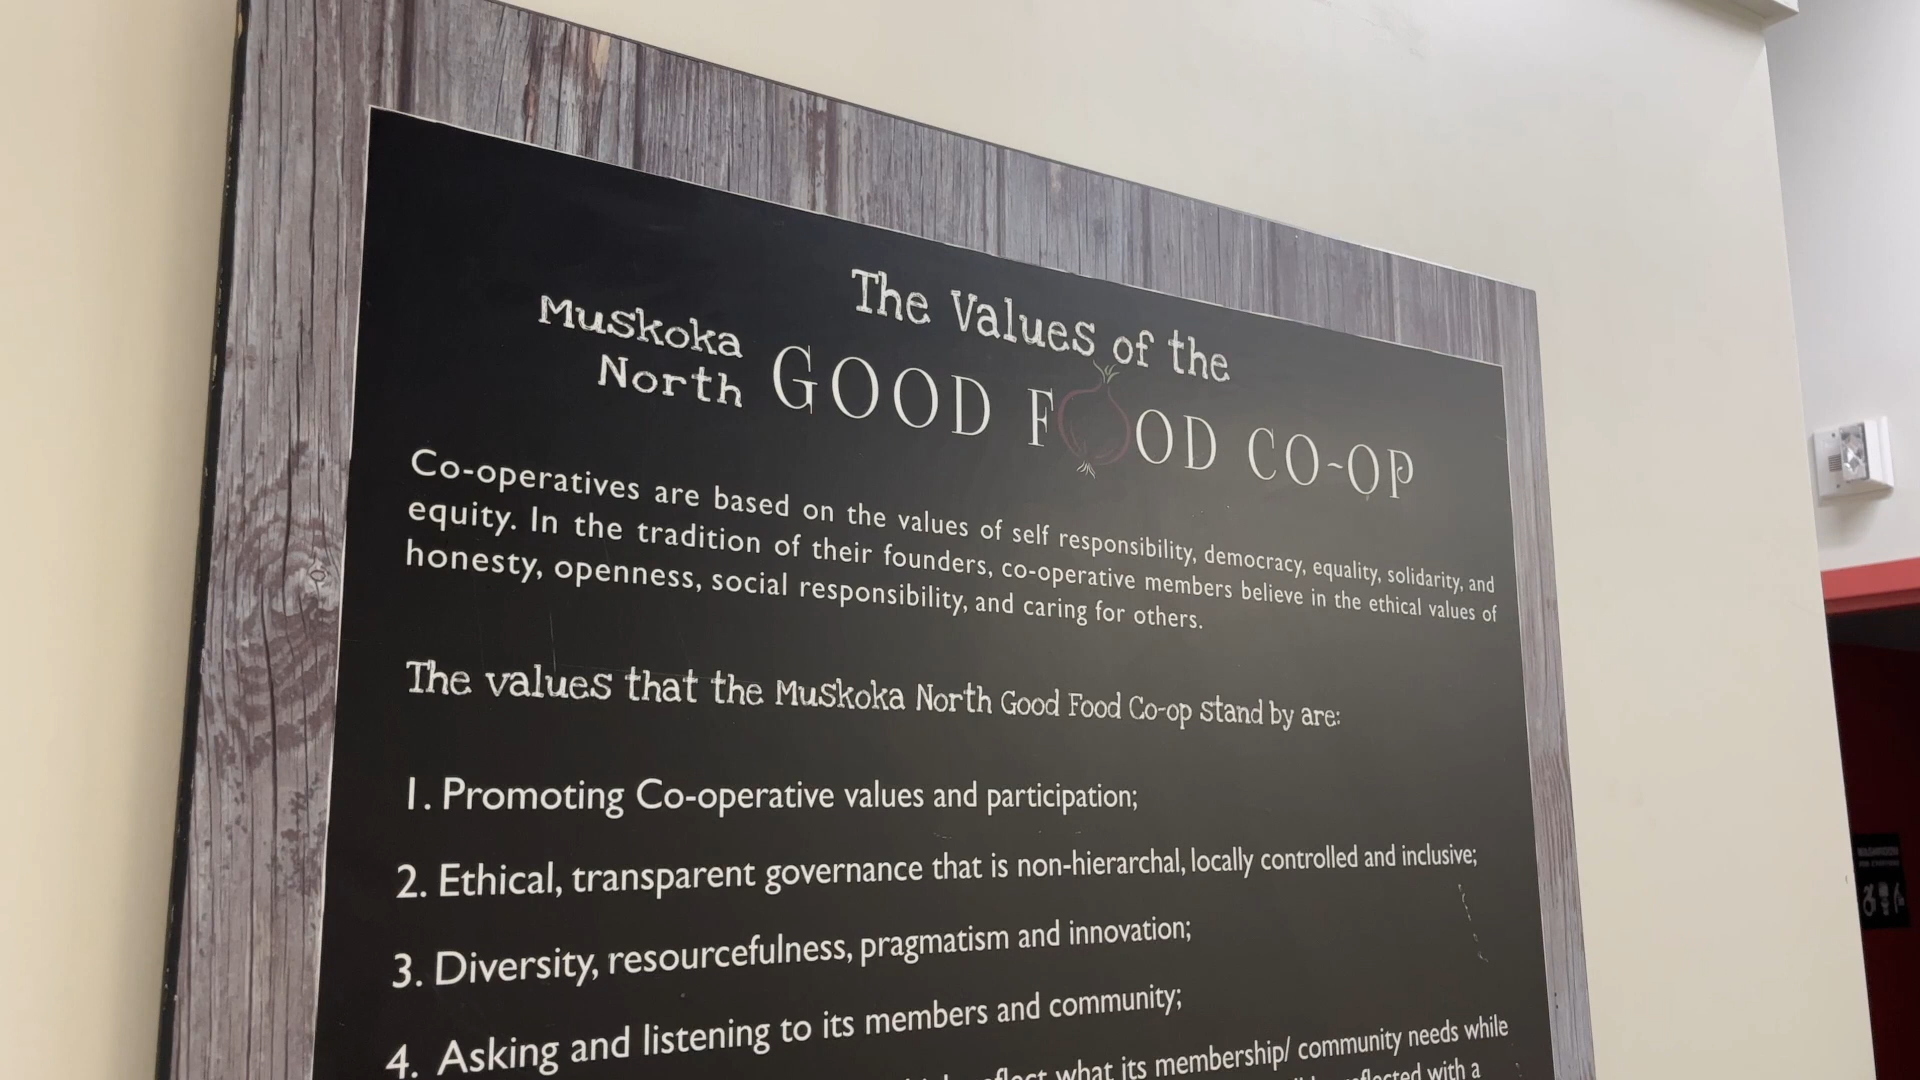 The Values of the
Muskoka
North
GOOD FOOD CO-OP
Co-operatives are based on the values of self responsibility, democracy, equality, solidarity, and
equity. In the tradition of their founders, co-operative members believe in the ethical values of
honesty, openness, social responsibility, and caring for others.
The values that the Muskoka North Good Food Co-op stand by are:
1. Promoting Co-operative values and participation;
2. Ethical, transparent governance that is non-hierarchal, locally controlled and inclusive;
3. Diversity, resourcefulness, pragmatism and innovation;
4. Asking and listening to its members and community;
what its membership/ community needs while
with a